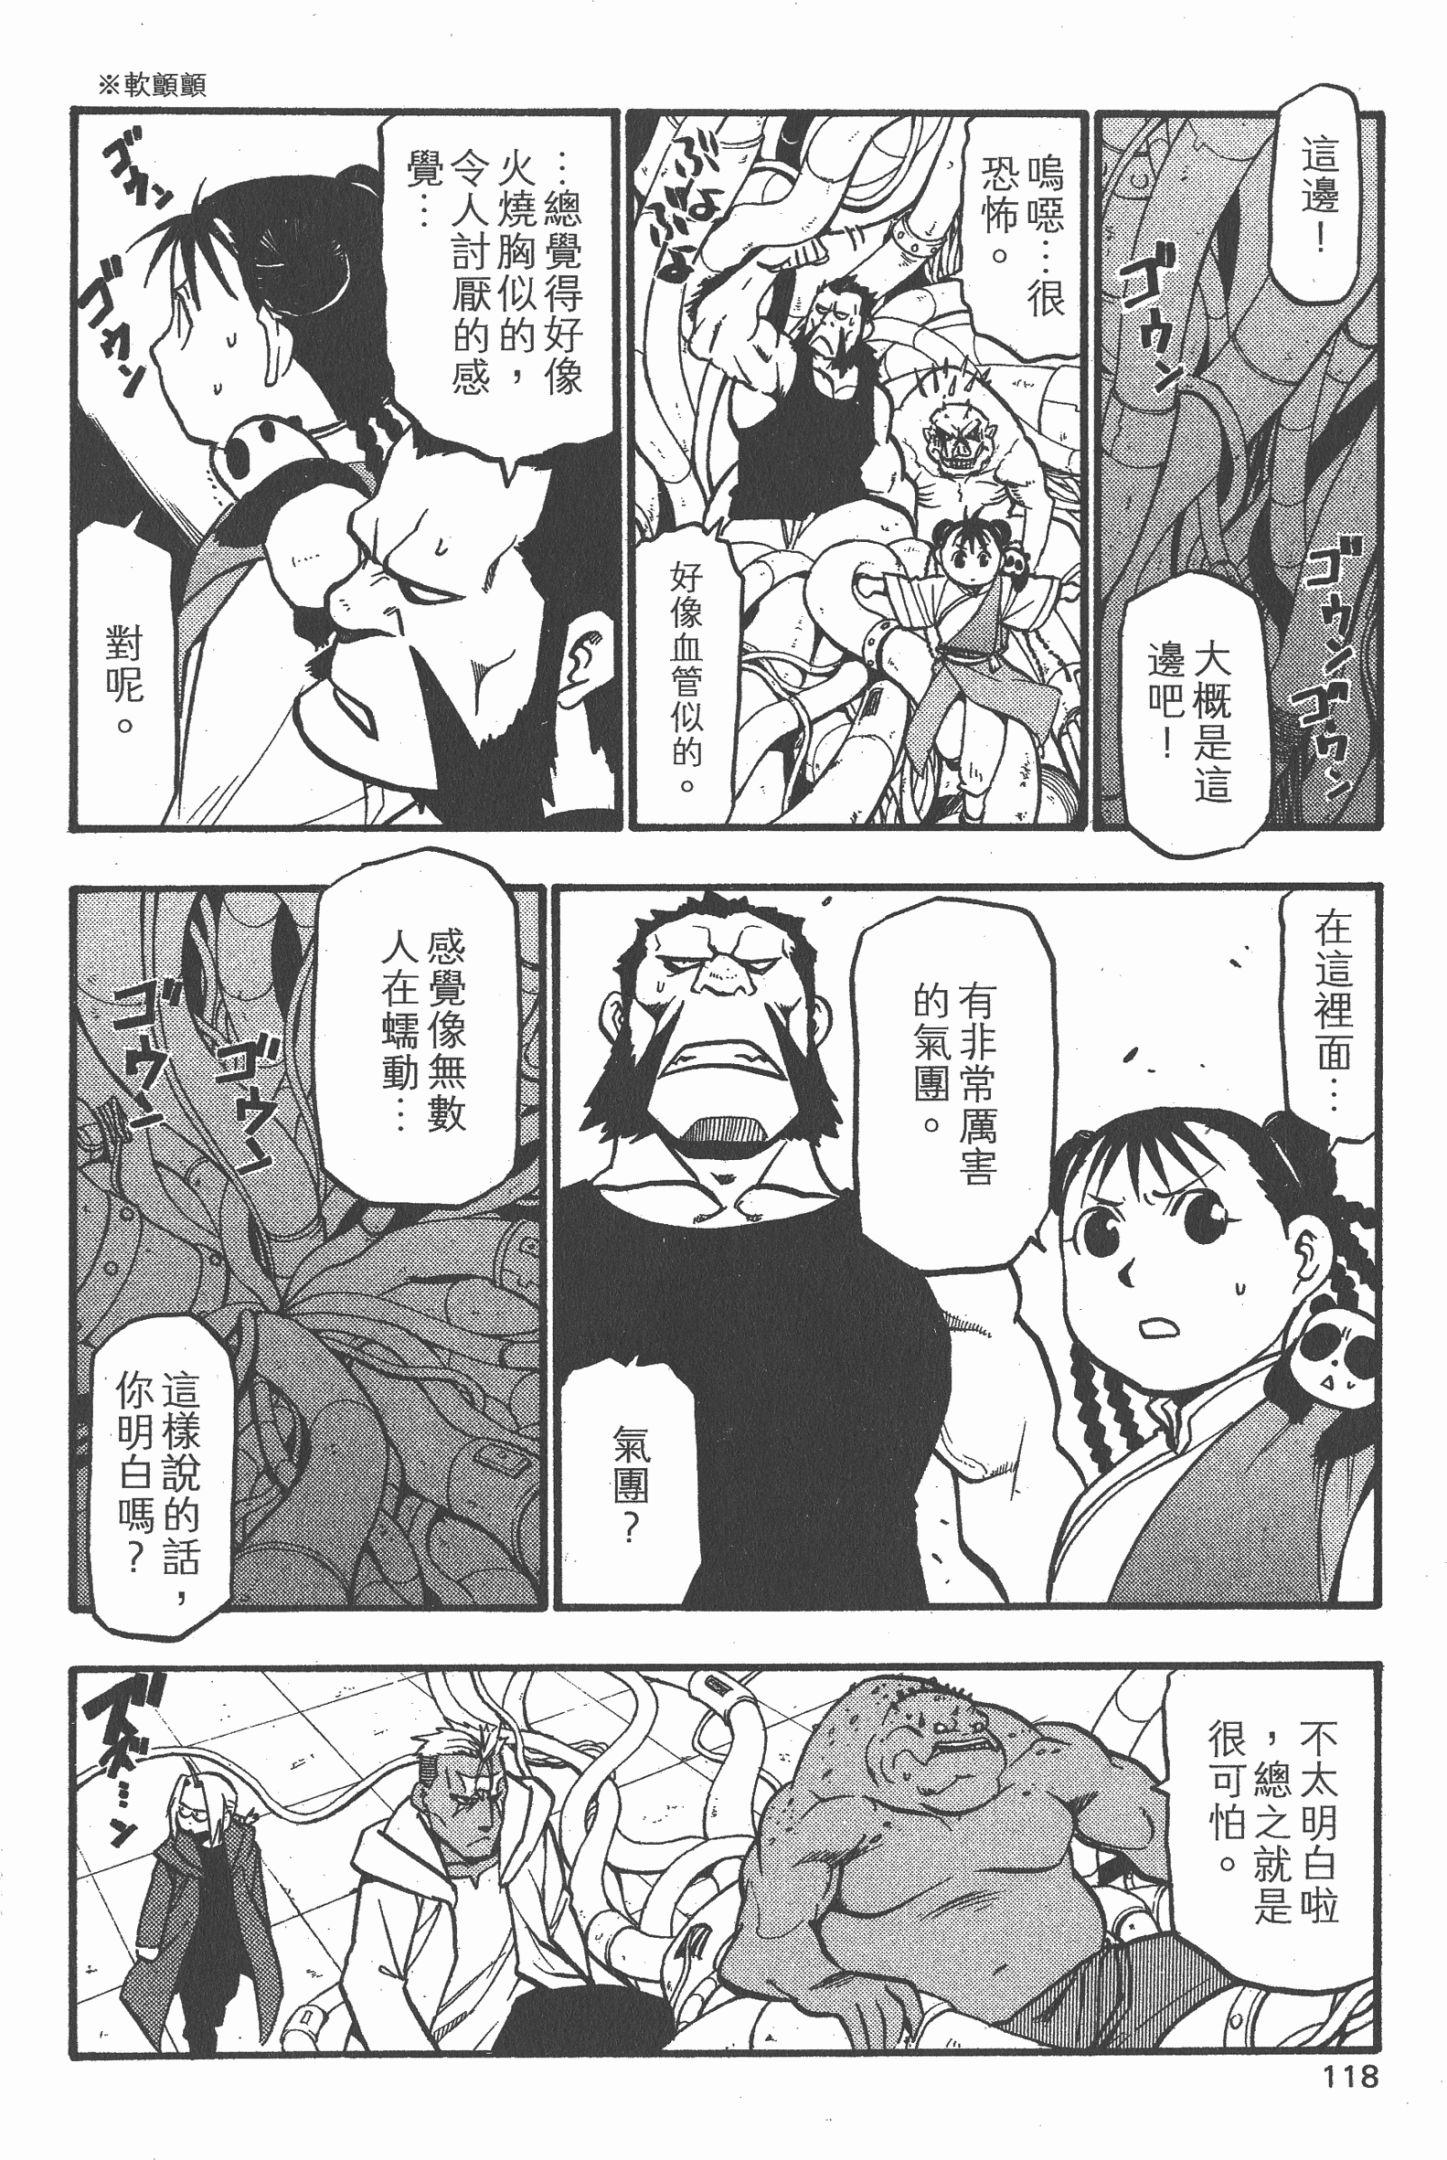 ※軟顫顫
這邊！
ゴウン
ゴウンゴウン
大概是這
邊吧！
嗚噁…很
恐怖。
ぶよ
ぶよ
好像血管似的。
…總覺得好像
火燒胸似的，
令人討厭的感
覺…
ゴウン
ゴウン
對呢。
在這裡面…
有非常厲害
的氣團。
氣團？
感覺像無數
人在蠕動…
ゴウン
ゴウン
這樣說的話，
你明白嗎？
不太明白啦
，總之就是
很可怕。
118